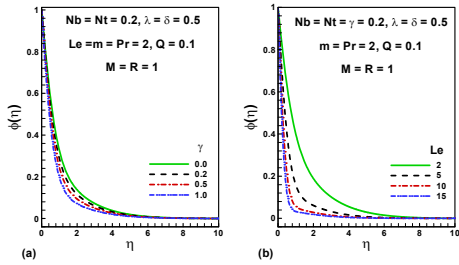 Nb = Nt = 0.2, λ = δ = 0.5
Le = m = Pr = 2, Q = 0.1
M = R = 1
ϕ(η)
1
0.8
0.6
0.4
0.2
0
γ
0.0
0.2
0.5
1.0
0 2 4 6 8 10
(a)
η
Nb = Nt = γ = 0.2, λ = δ = 0.5
m = Pr = 2, Q = 0.1
M = R = 1
ϕ(η)
1
0.8
0.6
0.4
0.2
0
Le
2
5
10
15
0 2 4 6 8 10
(b)
η